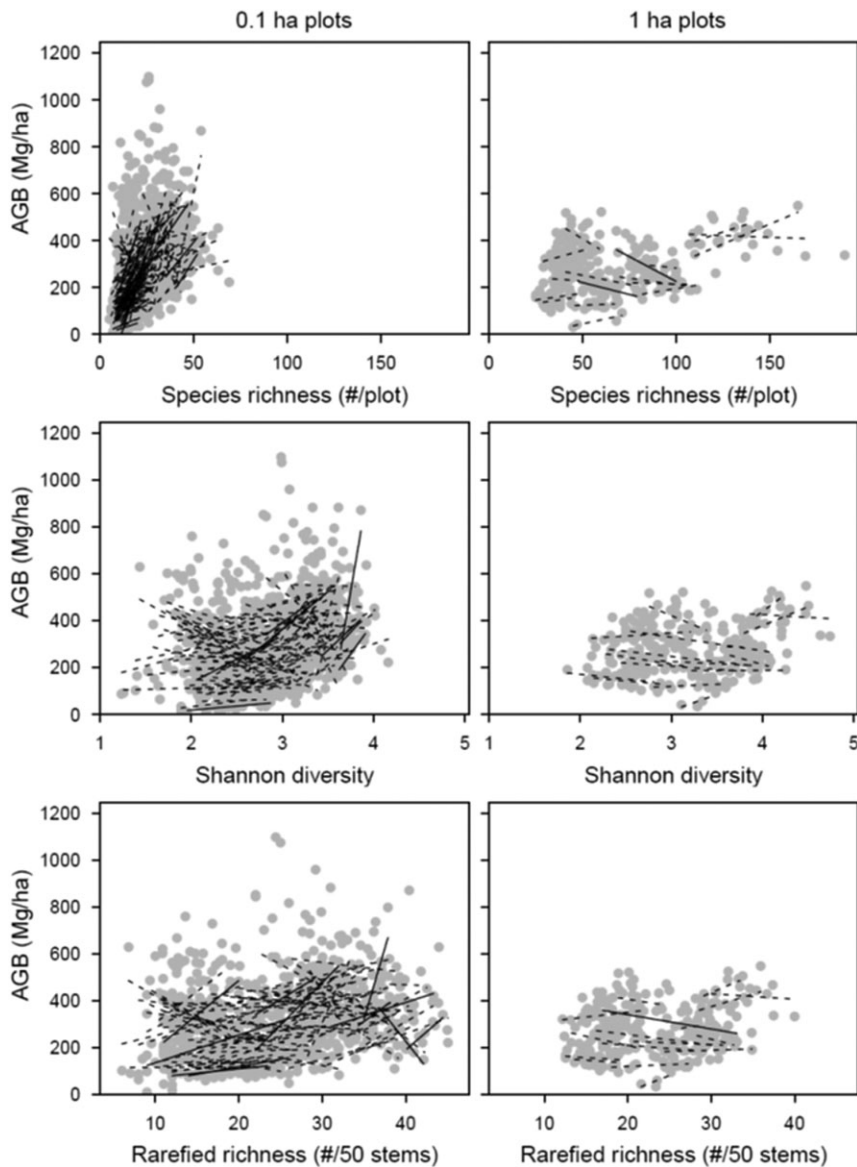 0.1 ha plots 1 ha plots
1200
1000
800
600
400
200
0
AGB (Mg/ha)
0 50 100 150
Species richness (#/plot)
0 50 100 150
Species richness (#/plot)
1200
1000
800
600
400
200
0
AGB (Mg/ha)
1 2 3 4 5
Shannon diversity
1 2 3 4 5
Shannon diversity
1200
1000
800
600
400
200
0
AGB (Mg/ha)
10 20 30 40
Rarefied richness (#/50 stems)
10 20 30 40
Rarefied richness (#/50 stems)